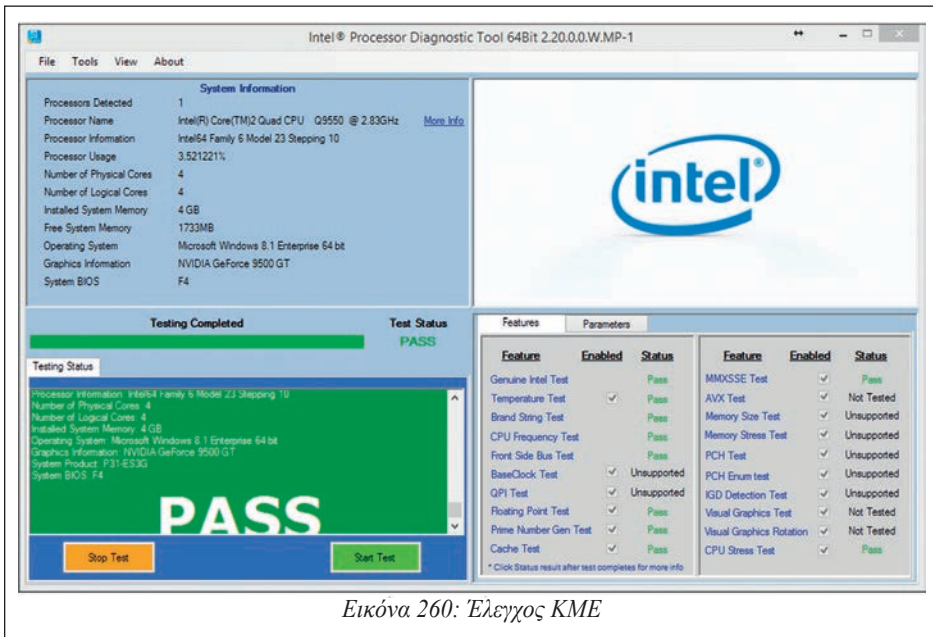 Intel® Processor Diagnostic Tool 64Bit 2.20.0.0.W.MP-1
File Tools View About
System Information
Processors Detected 1
Processor Name Intel(R) Core(TM)2 Quad CPU Q9550 @ 2.83GHz More Info
Processor Information Intel64 Family 6 Model 23 Stepping 10
Processor Usage 3.521221%
Number of Physical Cores 4
Number of Logical Cores 4
Installed System Memory 4 GB
Free System Memory 1733MB
Operating System Microsoft Windows 8.1 Enterprise 64 bit
Graphics Information NVIDIA GeForce 9500 GT
System BIOS F4
intel®
Testing Completed Test Status
PASS
Testing Status
Processor Information: Intel64 Family 6 Model 23 Stepping 10
Number of Physical Cores: 4
Number of Logical Cores: 4
Installed System Memory: 4 GB
Operating System: Microsoft Windows 8.1 Enterprise 64 bit
Graphics Information: NVIDIA GeForce 9500 GT
System Product: P31-ES3G
System BIOS: F4
PASS
Stop Test Start Test
Features Parameters
Feature Enabled Status
Genuine Intel Test Pass
Temperature Test Pass
Brand String Test Pass
CPU Frequency Test Pass
Front Side Bus Test Pass
BaseClock Test Unsupported
QPI Test Unsupported
Floating Point Test Pass
Prime Number Gen Test Pass
Cache Test Pass
* Click Status result after test completes for more info
Feature Enabled Status
MMXSSE Test Pass
AVX Test Not Tested
Memory Size Test Unsupported
Memory Stress Test Unsupported
PCH Test Unsupported
PCH Enum test Unsupported
IGD Detection Test Unsupported
Visual Graphics Test Not Tested
Visual Graphics Rotation Not Tested
CPU Stress Test Pass
Εικόνα 260: Έλεγχος ΚΜΕ